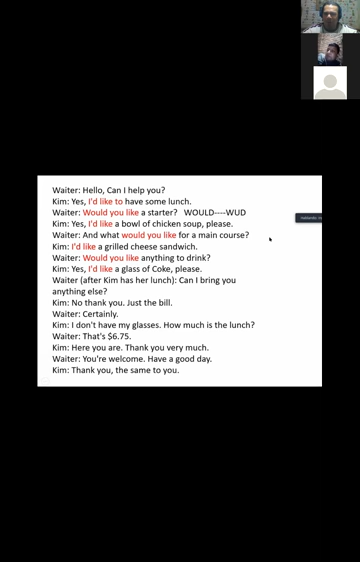 Waiter: Hello, Can I help you?
Kim: Yes, I'd like to have some lunch.
Waiter: Would you like a starter?   WOULD----WUD
Kim: Yes, I'd like a bowl of chicken soup, please.
Waiter: And what would you like for a main course?
Kim: I'd like a grilled cheese sandwich.
Waiter: Would you like anything to drink?
Kim: Yes, I'd like a glass of Coke, please.
Waiter (after Kim has her lunch): Can I bring you
anything else?
Kim: No thank you. Just the bill.
Waiter: Certainly.
Kim: I don't have my glasses. How much is the lunch?
Waiter: That's $6.75.
Kim: Here you are. Thank you very much.
Waiter: You're welcome. Have a good day.
Kim: Thank you, the same to you.